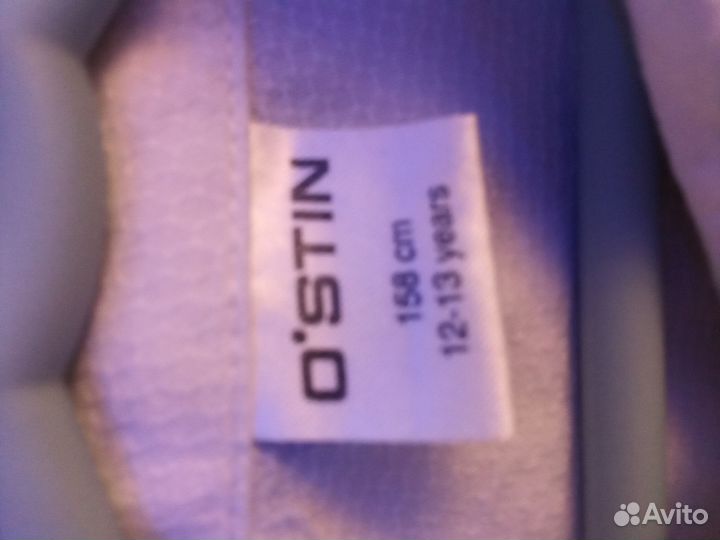 O'STIN
158 cm
12-13 years
Avito